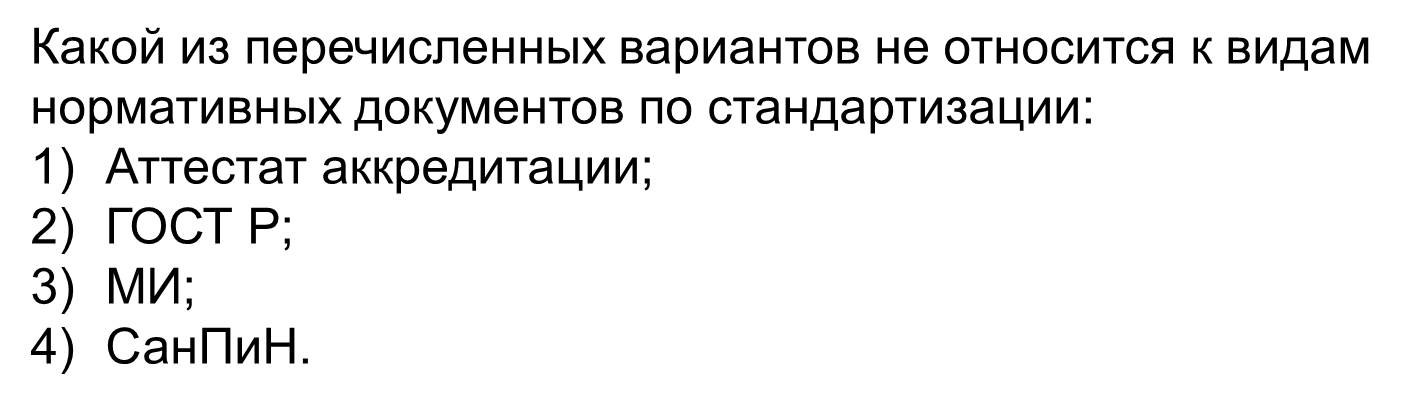 Какой из перечисленных вариантов не относится к видам
нормативных документов по стандартизации:
1) Аттестат аккредитации;
2) ГОСТ Р;
3) МИ;
4) СанПиН.